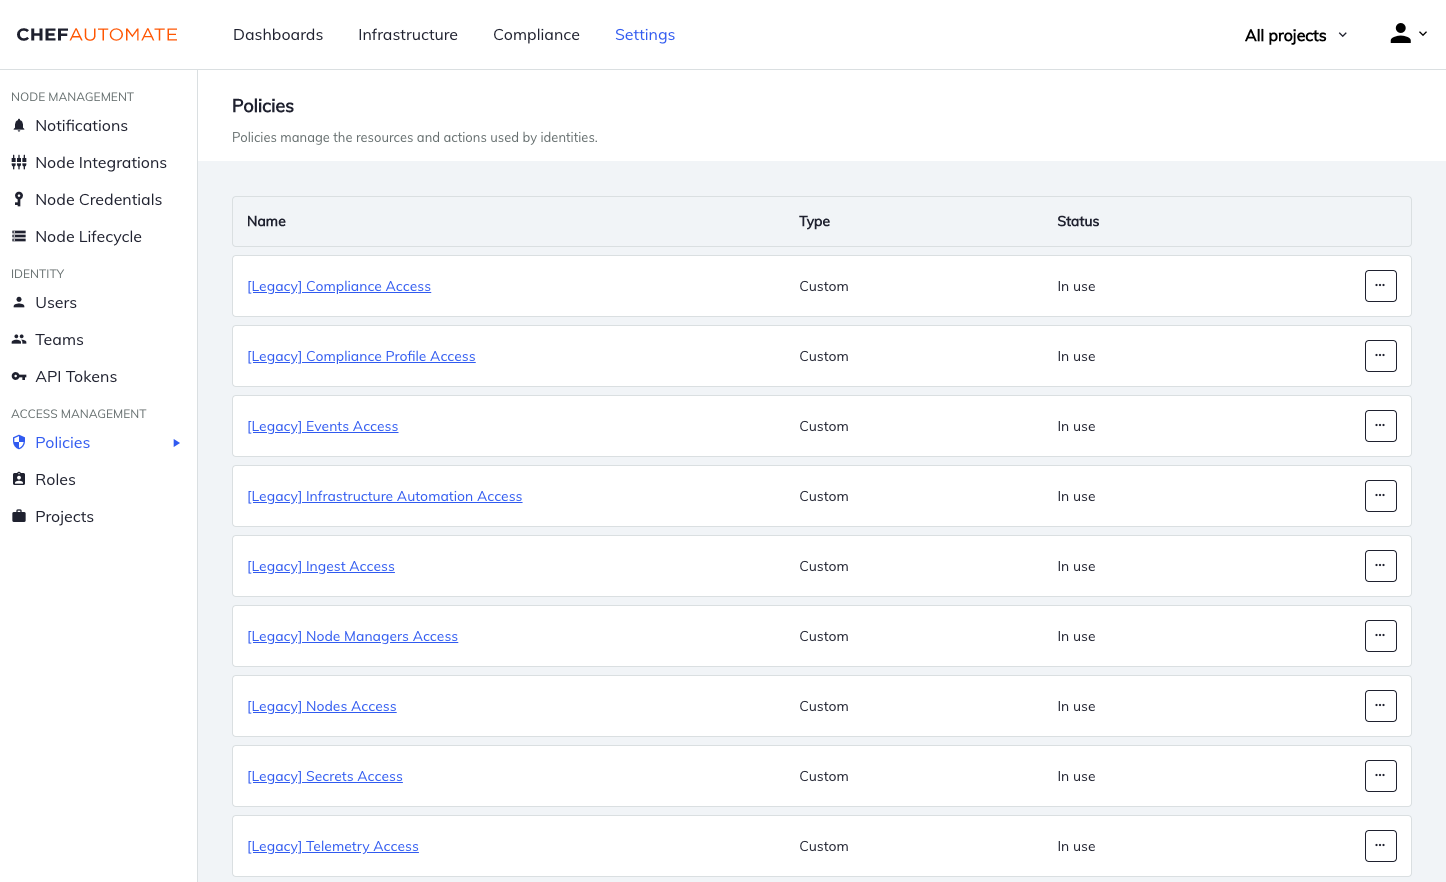 CHEFAUTOMATE Dashboards Infrastructure Compliance Settings All projects
NODE MANAGEMENT
Notifications
Node Integrations
Node Credentials
Node Lifecycle
IDENTITY
Users
Teams
API Tokens
ACCESS MANAGEMENT
Policies
Roles
Projects
Policies
Policies manage the resources and actions used by identities.
Name Type Status
[Legacy] Compliance Access Custom In use
[Legacy] Compliance Profile Access Custom In use
[Legacy] Events Access Custom In use
[Legacy] Infrastructure Automation Access Custom In use
[Legacy] Ingest Access Custom In use
[Legacy] Node Managers Access Custom In use
[Legacy] Nodes Access Custom In use
[Legacy] Secrets Access Custom In use
[Legacy] Telemetry Access Custom In use